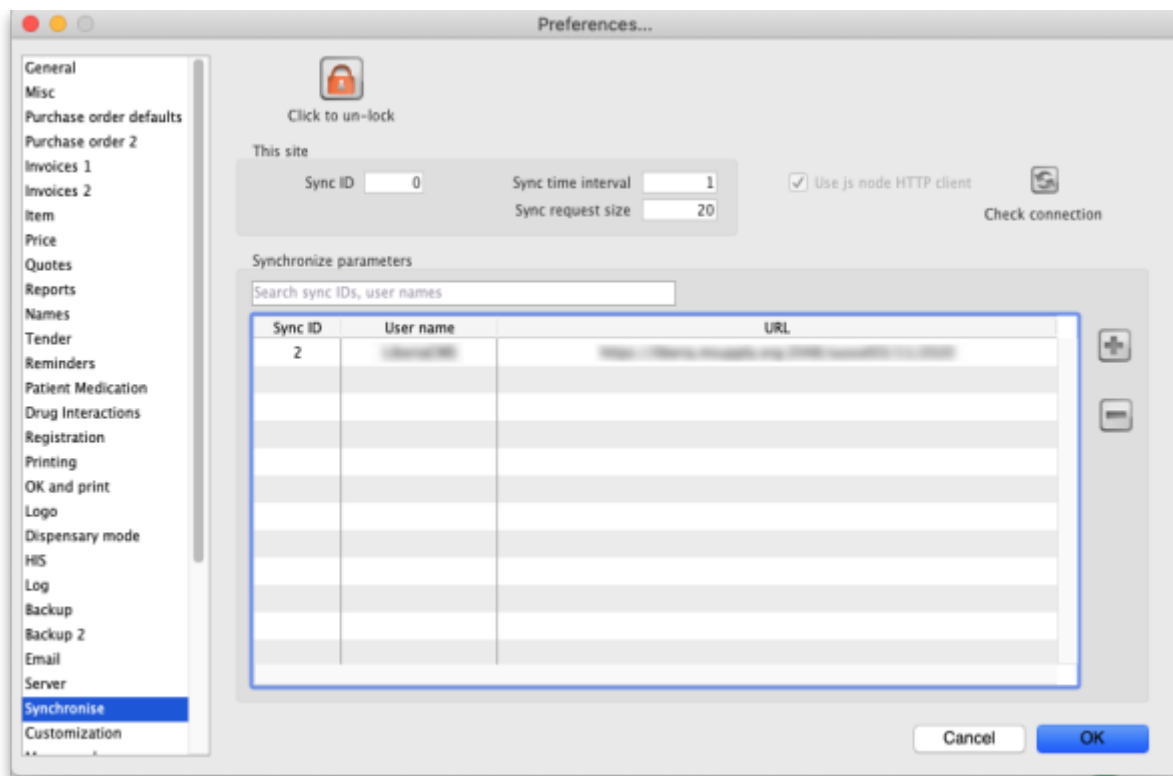 Preferences...
General
Misc
Purchase order defaults
Purchase order 2
Invoices 1
Invoices 2
Item
Price
Quotes
Reports
Names
Tender
Reminders
Patient Medication
Drug Interactions
Registration
Printing
OK and print
Logo
Dispensary mode
HIS
Log
Backup
Backup 2
Email
Server
Synchronise
Customization
Click to un-lock
This site
Sync ID 0
Sync time interval 1
Sync request size 20
Use js node HTTP client
Check connection
Synchronize parameters
Search sync IDs, user names
Sync ID User name URL
2
Cancel OK